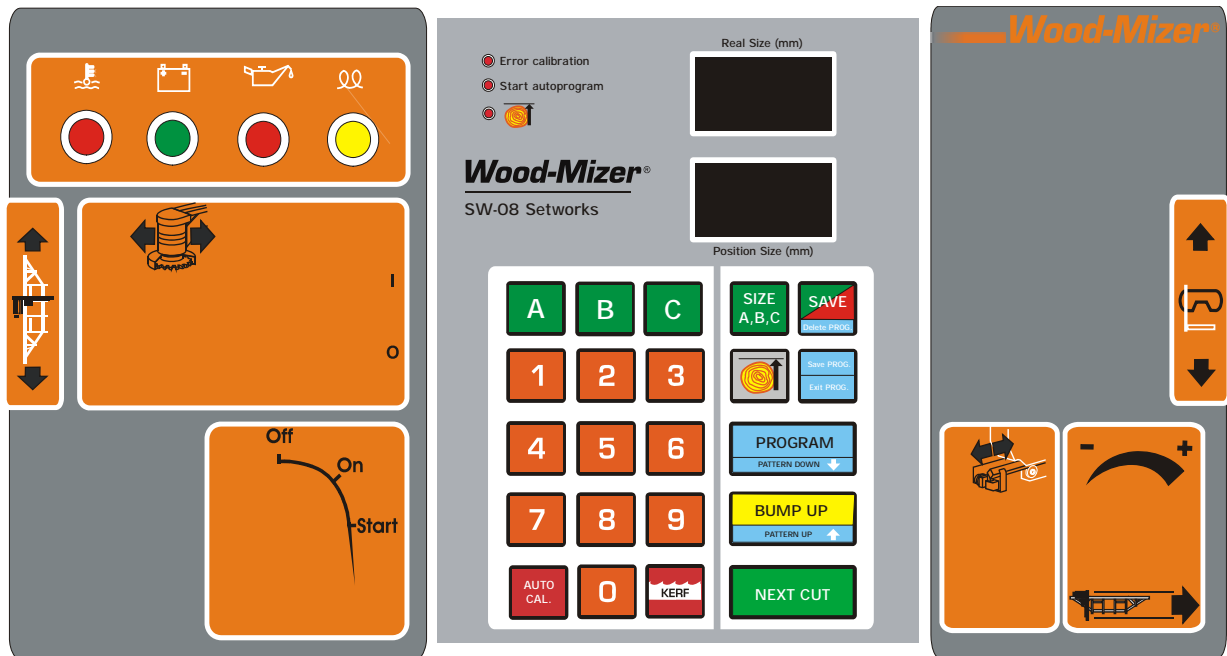 I
O
Off
On
Start
Error calibration
Start autoprogram
Wood-Mizer®
SW-08 Setworks
Real Size (mm)
Position Size (mm)
A B C
SIZE
A,B,C
SAVE
Delete PROG.
1 2 3
Save PROG.
Exit PROG.
4 5 6
PROGRAM
PATTERN DOWN
7 8 9
BUMP UP
PATTERN UP
AUTO
CAL.
0
KERF
NEXT CUT
Wood-Mizer®
- +